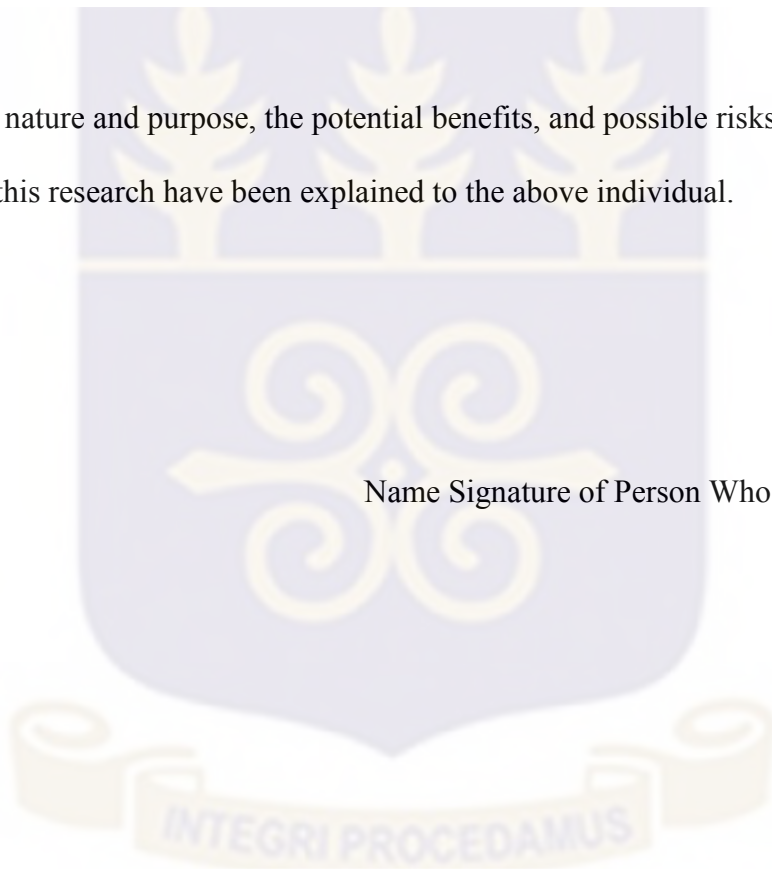 nature and purpose, the potential benefits, and possible risks
this research have been explained to the above individual.
Name Signature of Person Who
INTEGRI PROCEDAMUS